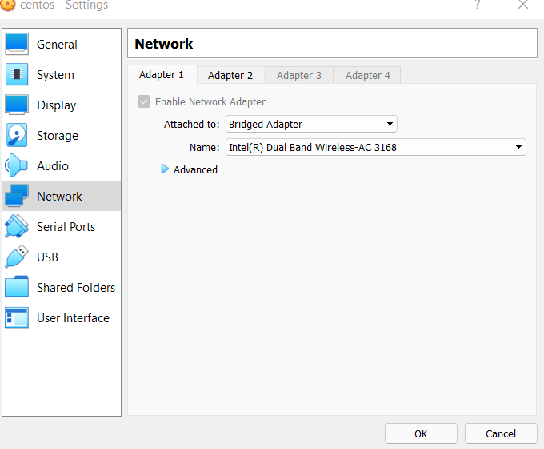 centos - Settings
?
General
System
Display
Storage
Audio
Network
Serial Ports
USB
Shared Folders
User Interface
Network
Adapter 1 Adapter 2 Adapter 3 Adapter 4
Enable Network Adapter
Attached to: Bridged Adapter
Name: Intel(R) Dual Band Wireless-AC 3168
Advanced
OK Cancel